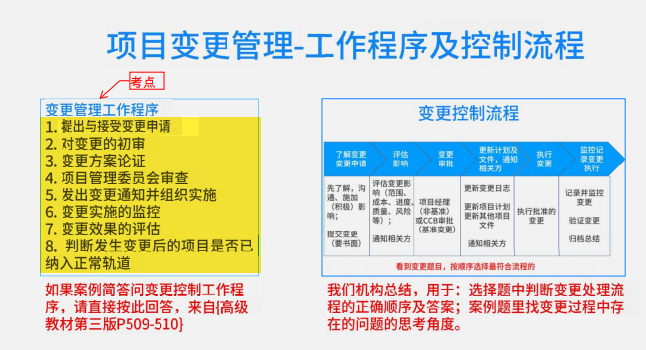 项目变更管理-工作程序及控制流程
考点
变更管理工作程序
1. 提出与接受变更申请
2. 对变更的初审
3. 变更方案论证
4. 项目管理委员会审查
5. 发出变更通知并组织实施
6. 变更实施的监控
7. 变更效果的评估
8. 判断发生变更后的项目是否已
纳入正常轨道
如果案例简答问变更控制工作程
序，请直接按此回答，来自{高级
教材第三版P509-510}
变更控制流程
了解变更
变更申请
评估
影响
变更
审批
更新计划及
文件，通知
相关方
执行
变更
监控记
录变更
执行
先了解，沟
通、施加
（积极）影
响；
提交变更
（要书面）
评估变更影
响（范围、
成本、进度、
质量、风险
等）；
通知相关方
项目经理
（非基准）
或CCB审批
（基准变更）
更新变更日志
更新项目计划
更新其他项目
文件
通知相关方
执行批准的
变更
记录并监控
变更
验证变更
归档总结
看到变更题目，按顺序选择最符合流程的
我们机构总结，用于：选择题中判断变更处理流
程的正确顺序及答案；案例题里找变更过程中存
在的问题的思考角度。